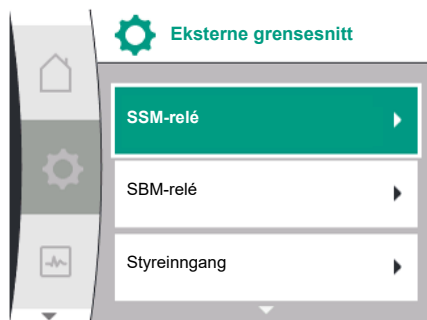 Eksterne grensesnitt
SSM-relé
SBM-relé
Styreinngang